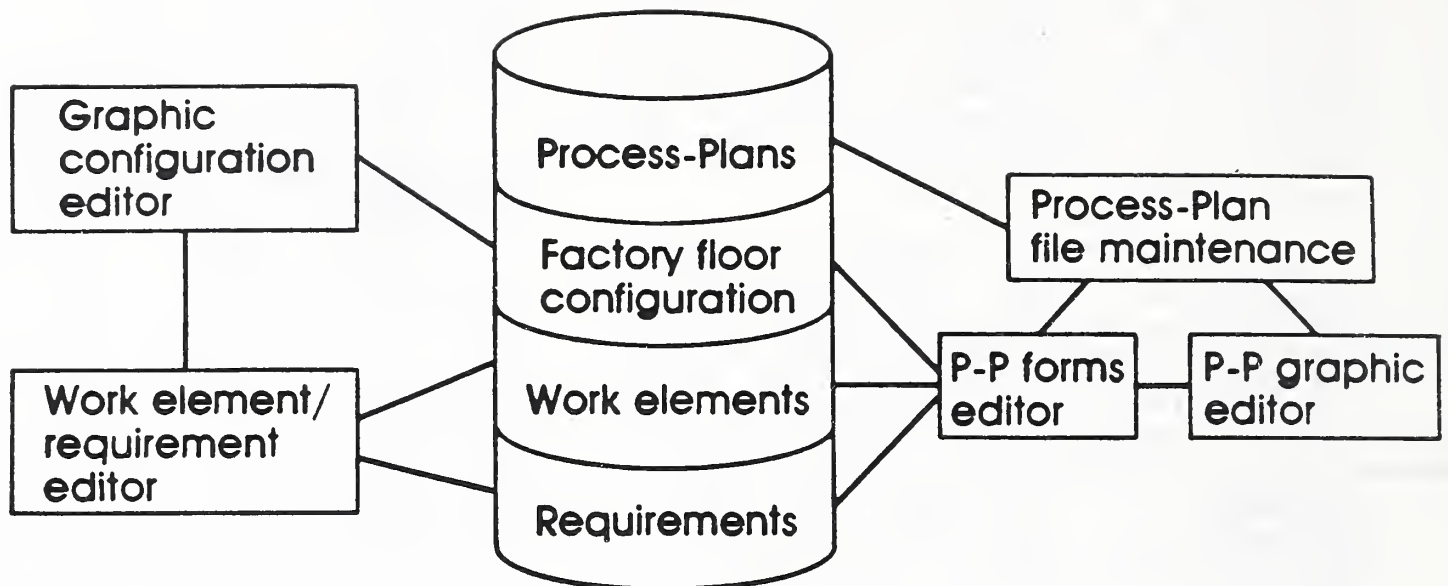 Graphic
configuration
editor
Work element/
requirement
editor
Process-Plans
Factory floor
configuration
Work elements
Requirements
Process-Plan
file maintenance
P-P forms
editor
P-P graphic
editor